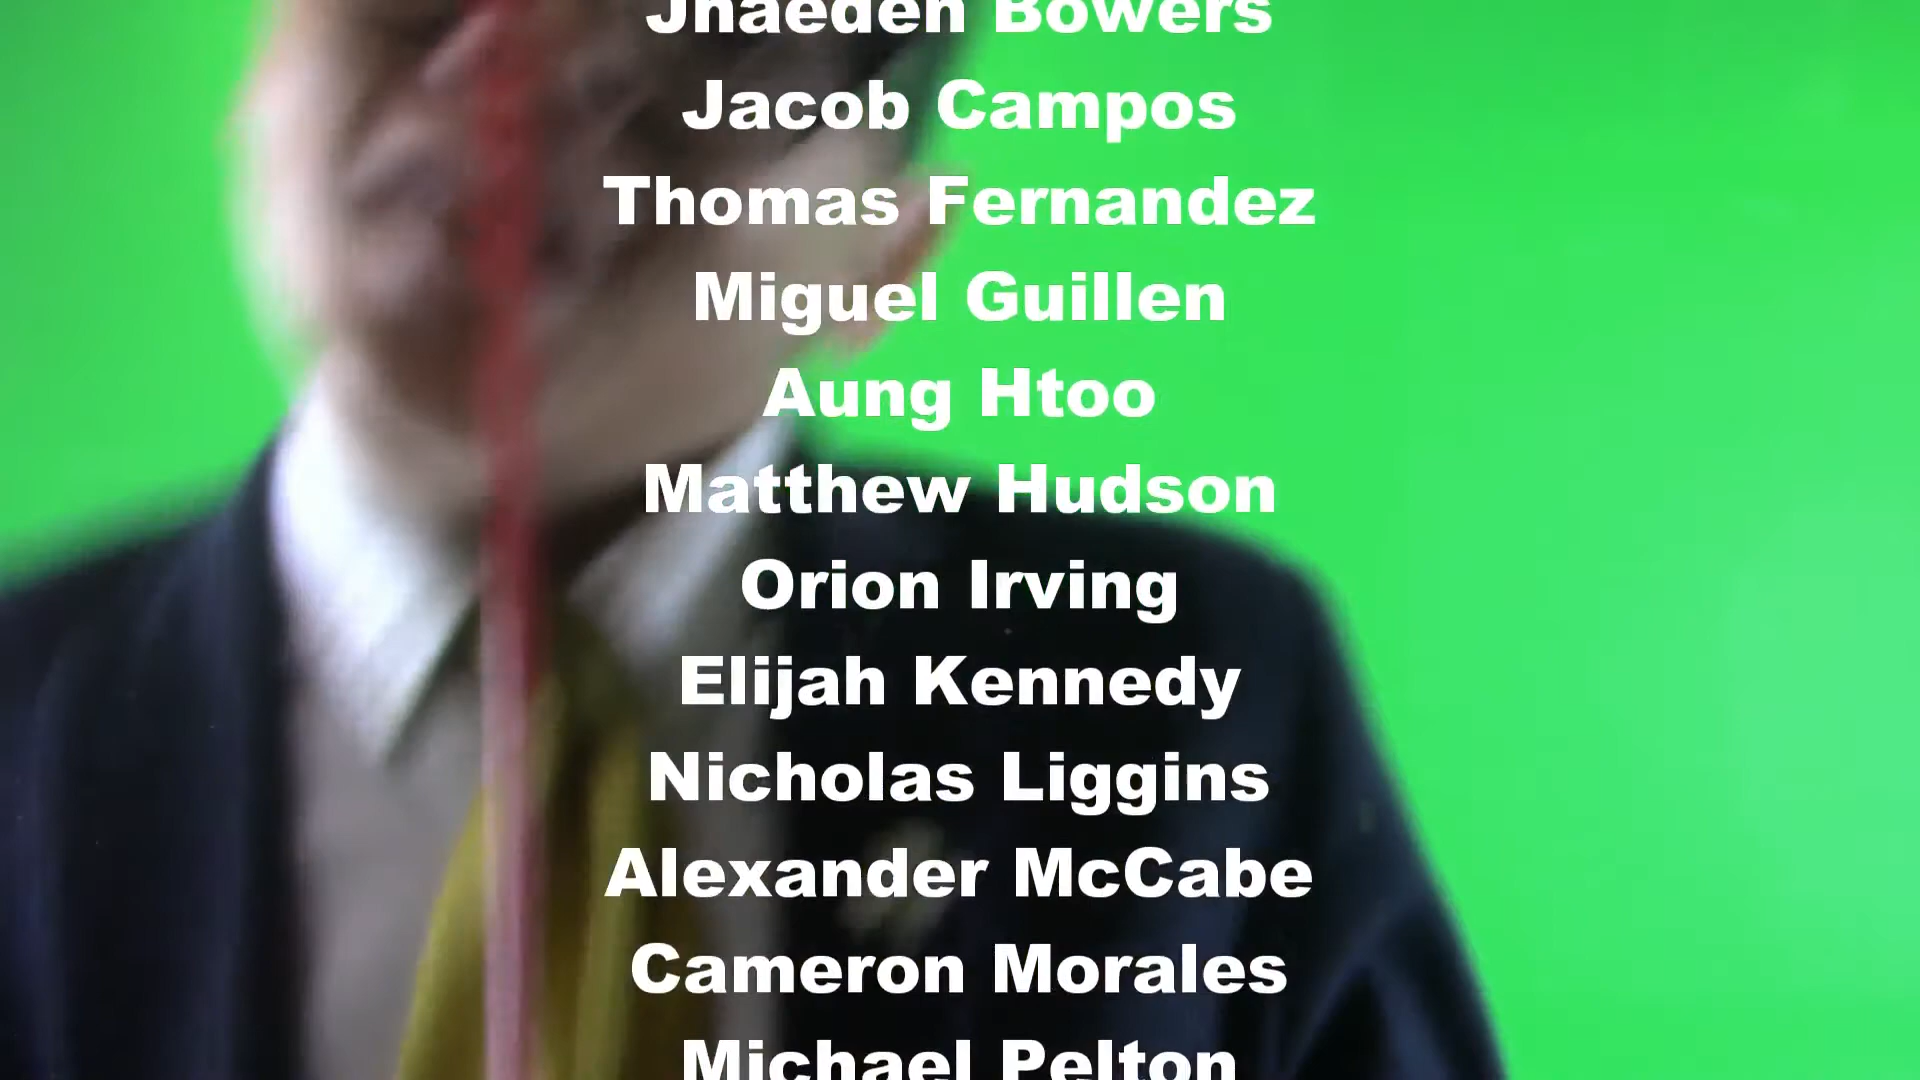 Jhaeden Bowers
Jacob Campos
Thomas Fernandez
Miguel Guillen
Aung Htoo
Matthew Hudson
Orion Irving
Elijah Kennedy
Nicholas Liggins
Alexander McCabe
Cameron Morales
Michael Pelton